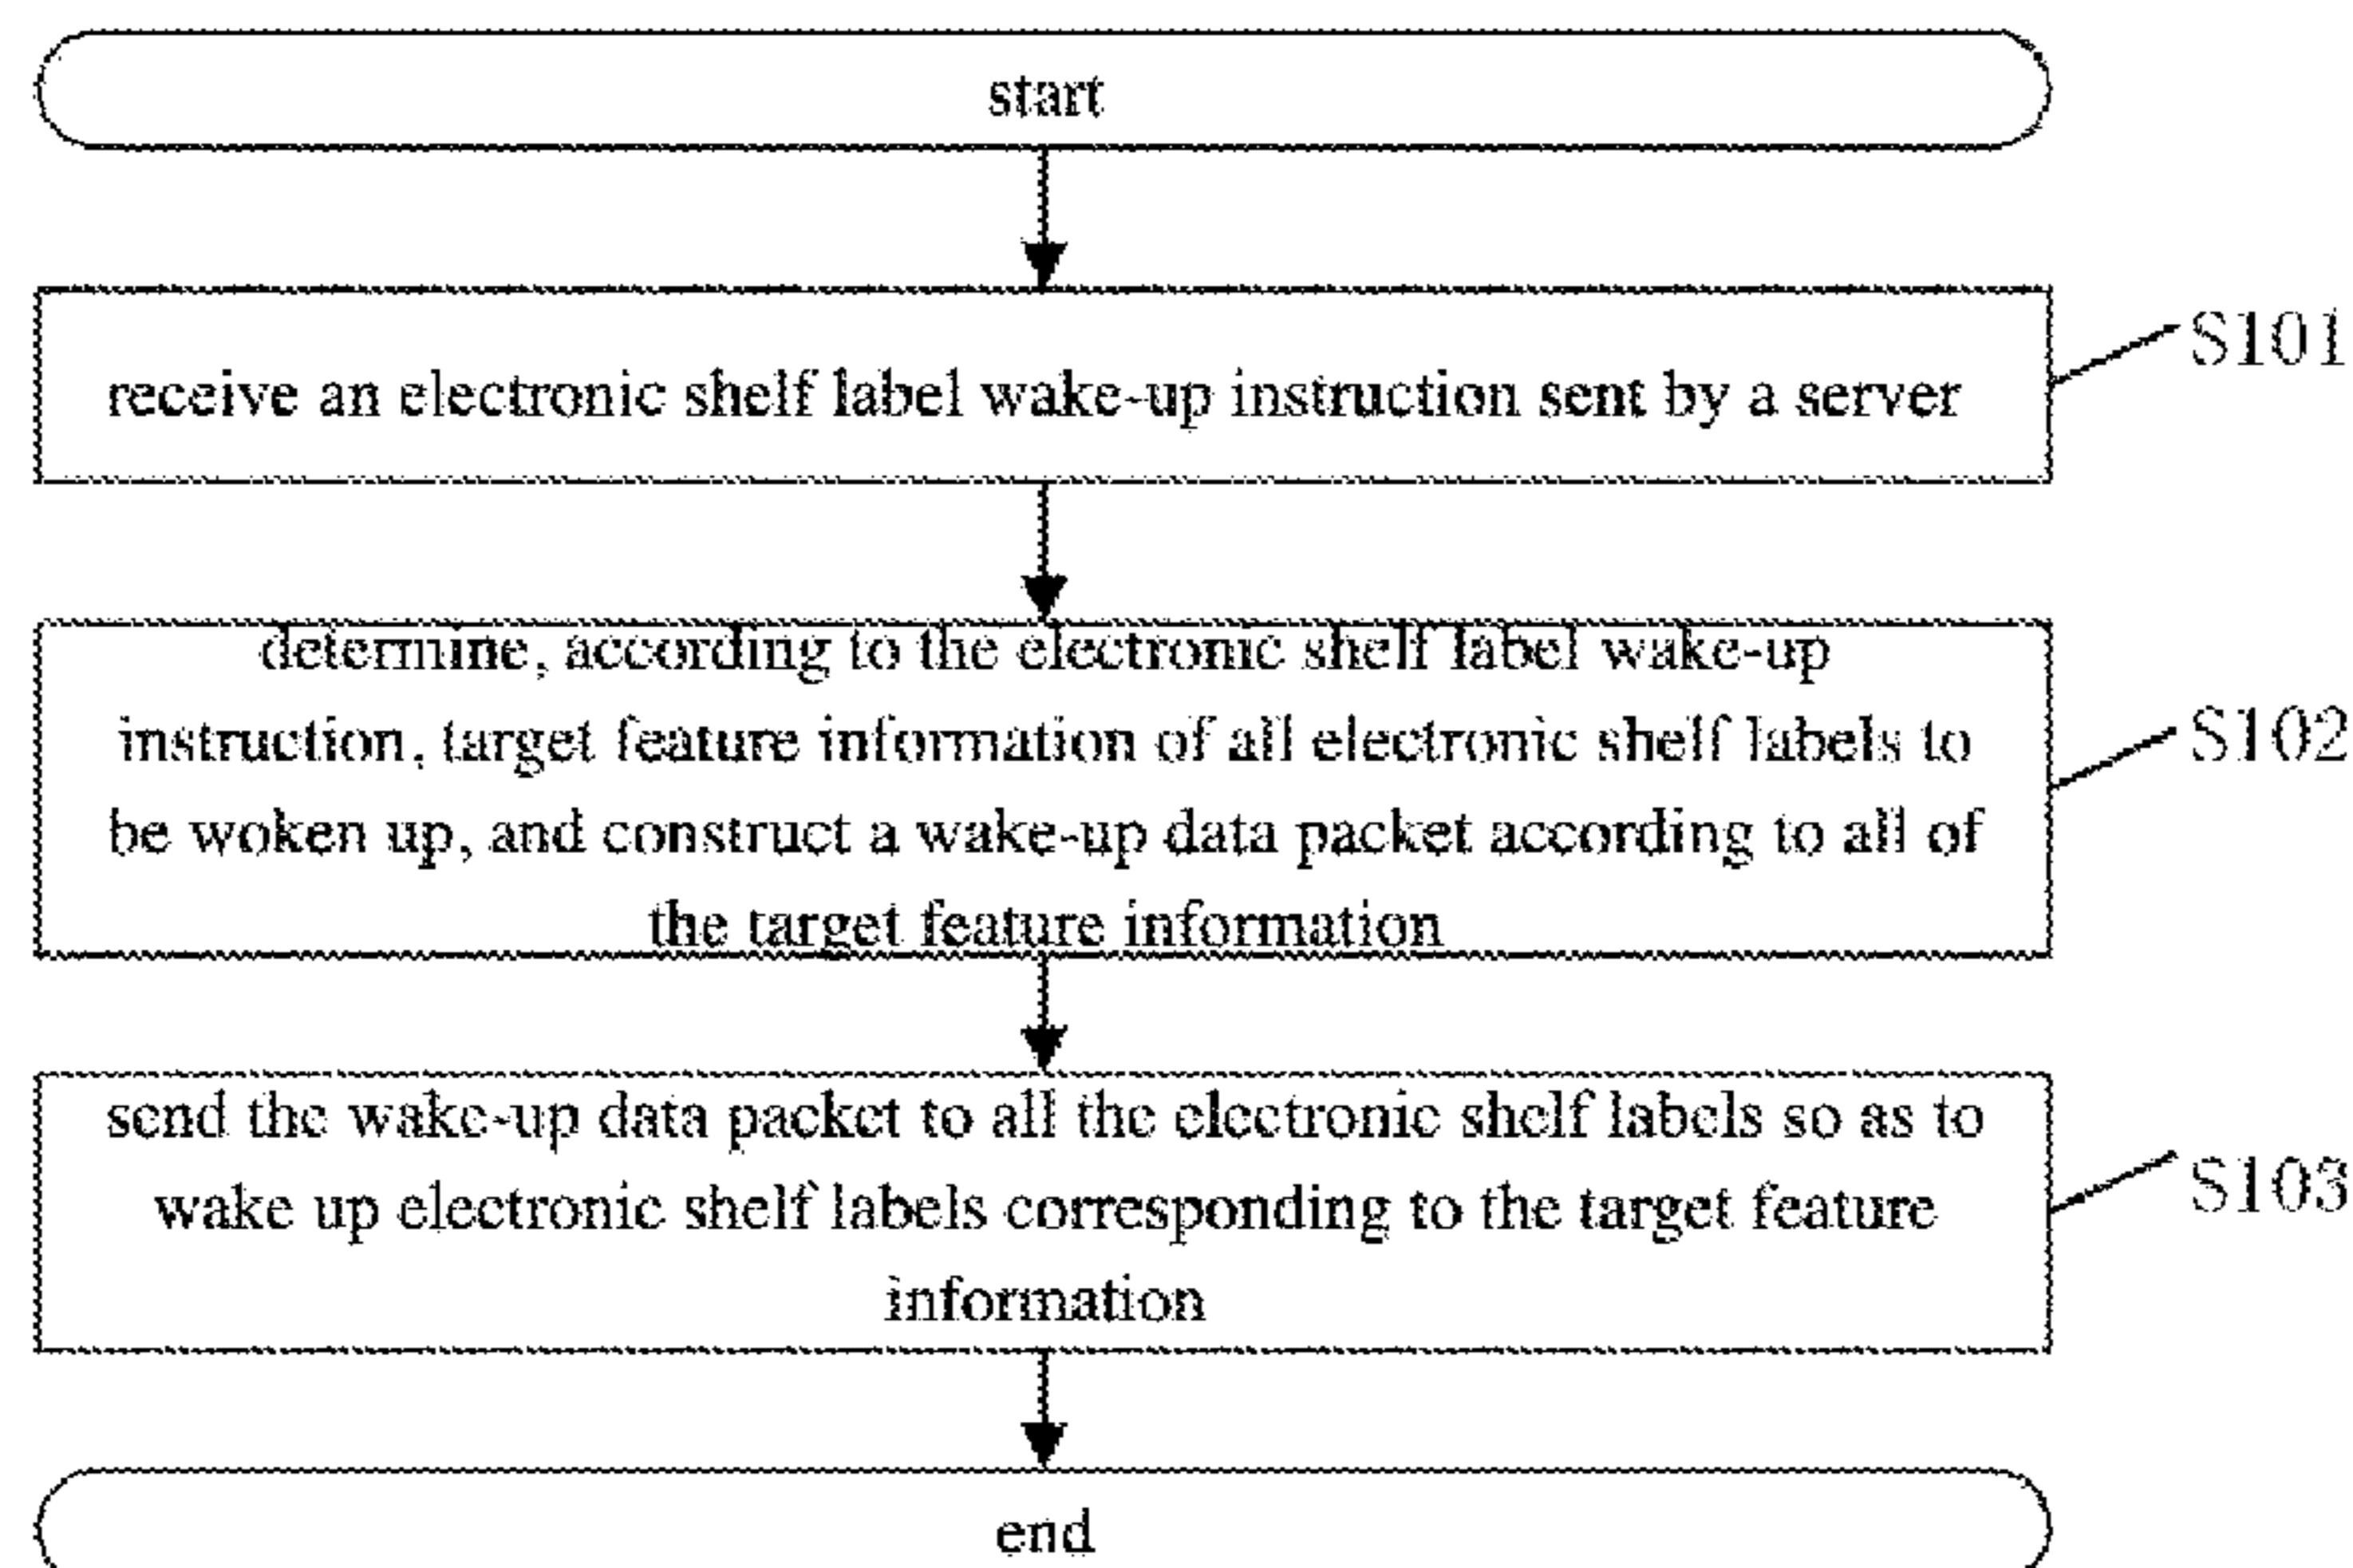 start
receive an electronic shelf label wake-up instruction sent by a server
S101
determine, according to the electronic shelf label wake-up
instruction, target feature information of all electronic shelf labels to
be woken up, and construct a wake-up data packet according to all of
the target feature information
S102
send the wake-up data packet to all the electronic shelf labels so as to
wake up electronic shelf labels corresponding to the target feature
information
S103
end